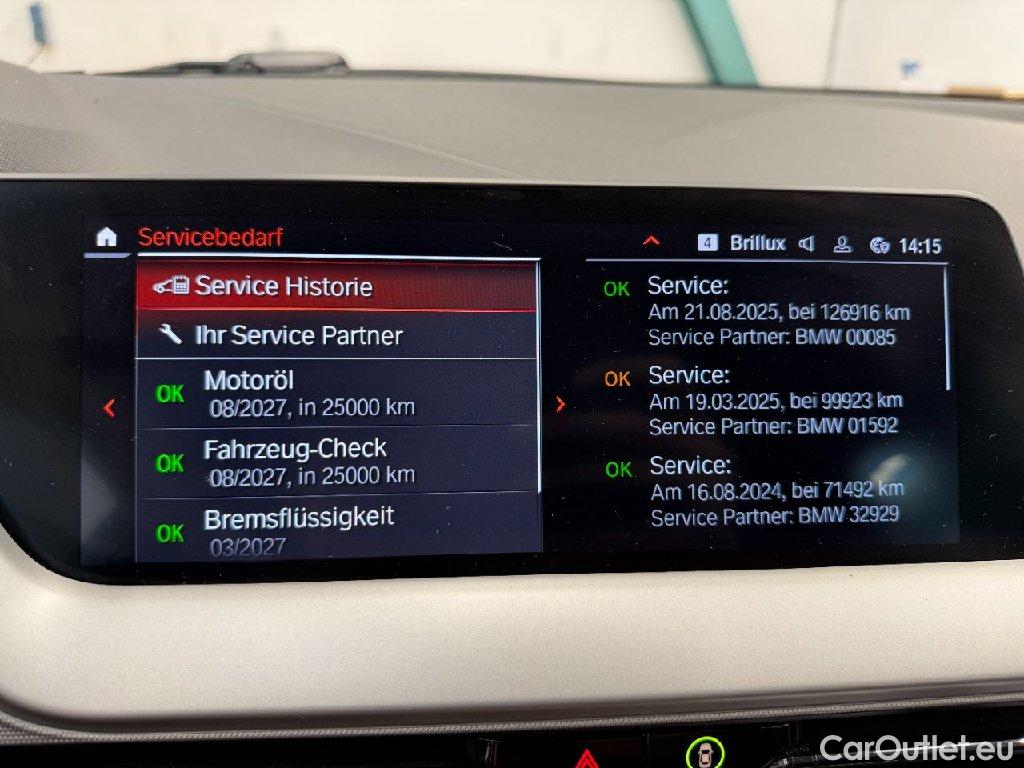 Servicebedarf
4 Brillux 14:15
Service Historie
Ihr Service Partner
OK Motoröl
08/2027, in 25000 km
OK Fahrzeug-Check
08/2027, in 25000 km
OK Bremsflüssigkeit
03/2027
OK Service:
Am 21.08.2025, bei 126916 km
Service Partner: BMW 00085
OK Service:
Am 19.03.2025, bei 99923 km
Service Partner: BMW 01592
OK Service:
Am 16.08.2024, bei 71492 km
Service Partner: BMW 32929
CarOutlet.eu